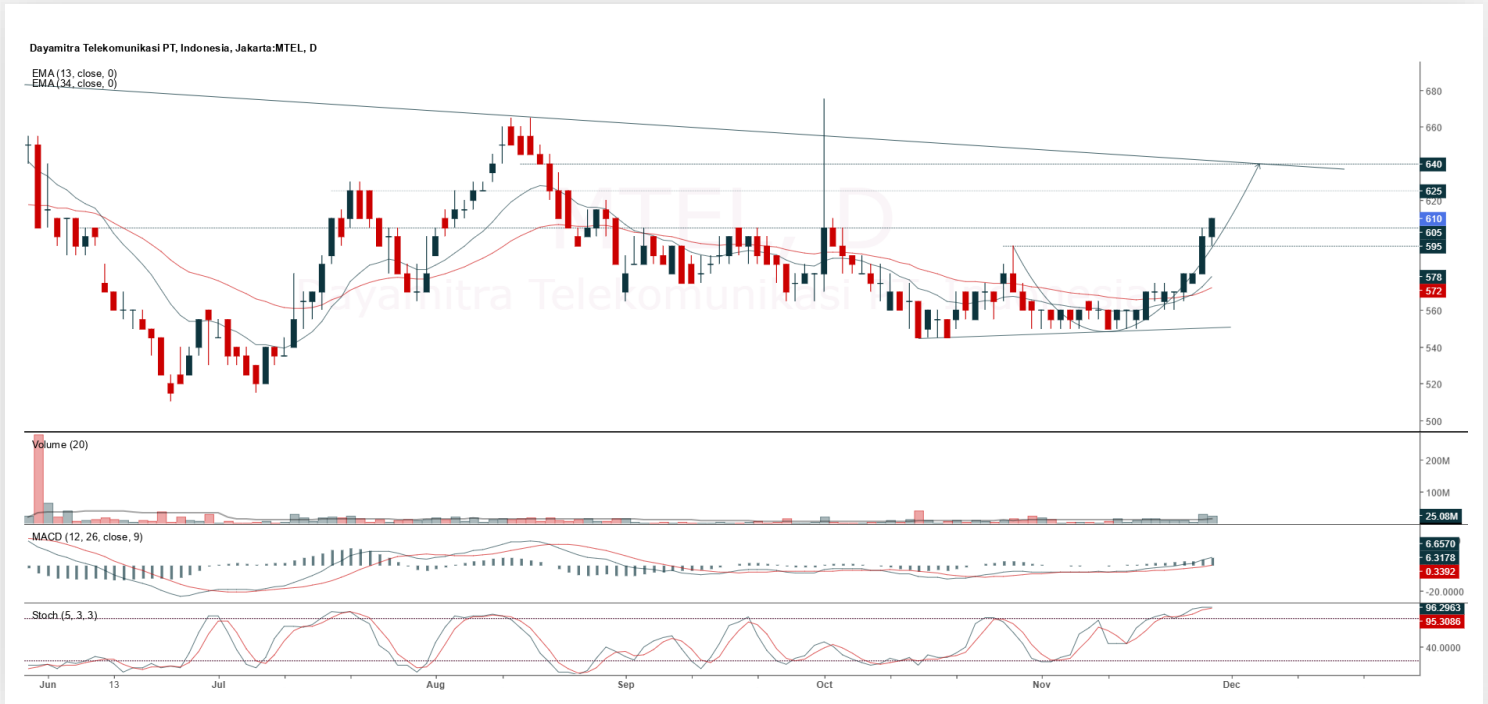 Dayamitra Telekomunikasi PT, Indonesia, Jakarta:MTEL, D
EMA (13, close, 0)
EMA (34, close, 0)
MTEL, D
Dayamitra Telekomunikasi
680
660
640
625
620
610
605
595
578
572
560
540
520
500
Volume (20)
200M
100M
25.08M
MACD (12, 26, close, 9)
6.6570
6.3178
0.3392
-20.0000
Stoch (5, 3, 3)
96.2963
95.3086
40.0000
Jun 13 Jul Aug Sep Oct Nov Dec